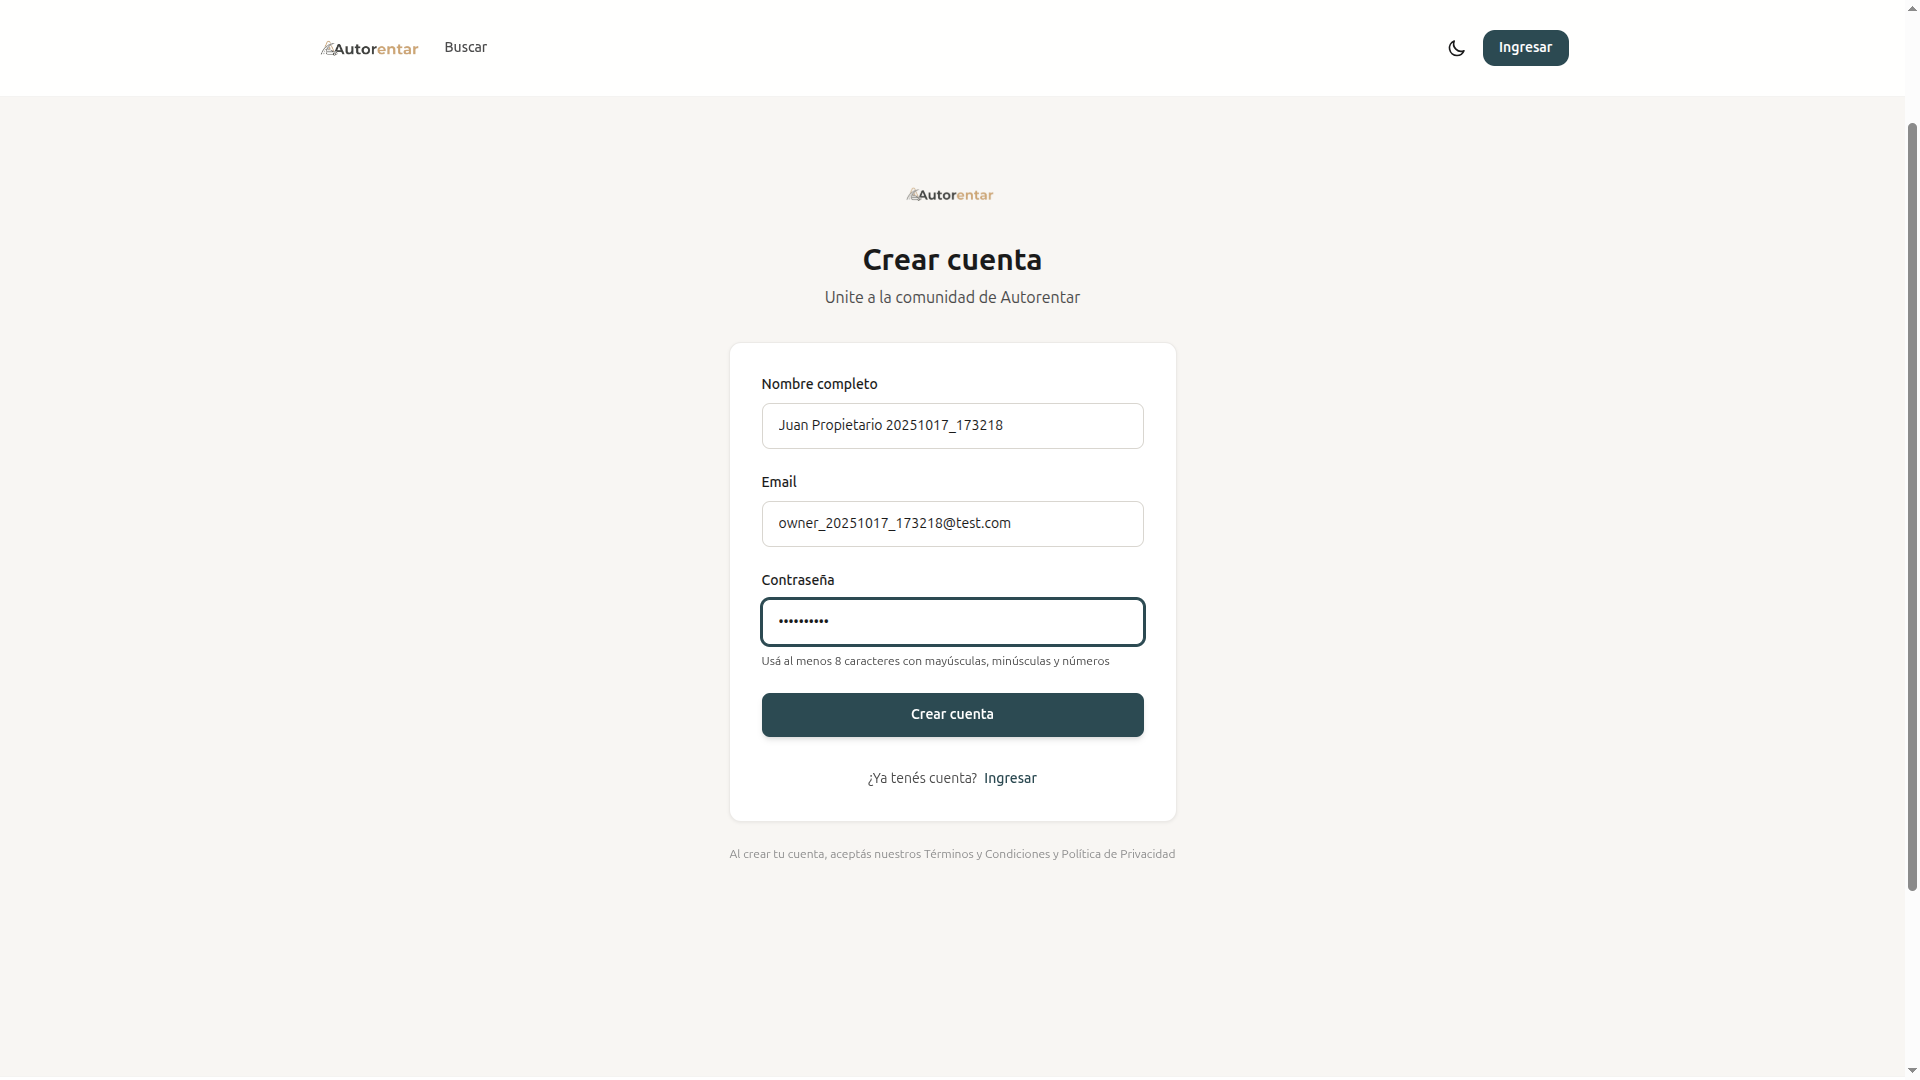 Autorentar
Buscar
Ingresar
Autorentar
Crear cuenta
Unite a la comunidad de Autorentar
Nombre completo
Juan Propietario 20251017_173218
Email
owner_20251017_173218@test.com
Contraseña
••••••••••
Usá al menos 8 caracteres con mayúsculas, minúsculas y números
Crear cuenta
¿Ya tenés cuenta? Ingresar
Al crear tu cuenta, aceptás nuestros Términos y Condiciones y Política de Privacidad